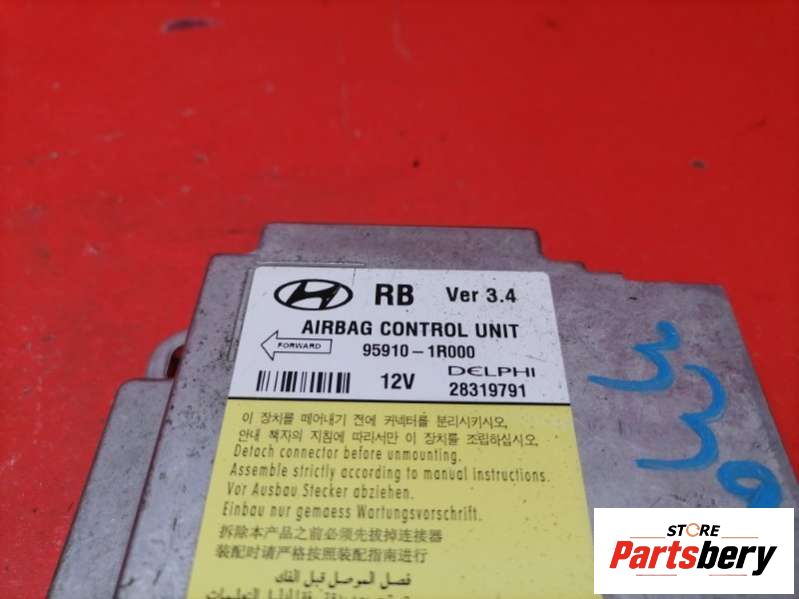 RB Ver 3.4
AIRBAG CONTROL UNIT
FORWARD 95910-1R000
12V DELPHI
28319791
이 장치를 떼어내기 전에 커넥터를 분리시키시오,
안내 책자의 지침에 따라서만 이 장치를 조립하십시오.
Detach connector before unmounting.
Assemble strictly according to manual instructions.
Vor Ausbau Stecker abziehen.
Einbau nur gemaess Wartungsvorschrift.
拆除本产品之前必须先拔掉连接器
装配时请严格按照装配指南进行
فصل الموصل قبل الفك
STORE
Partsbery